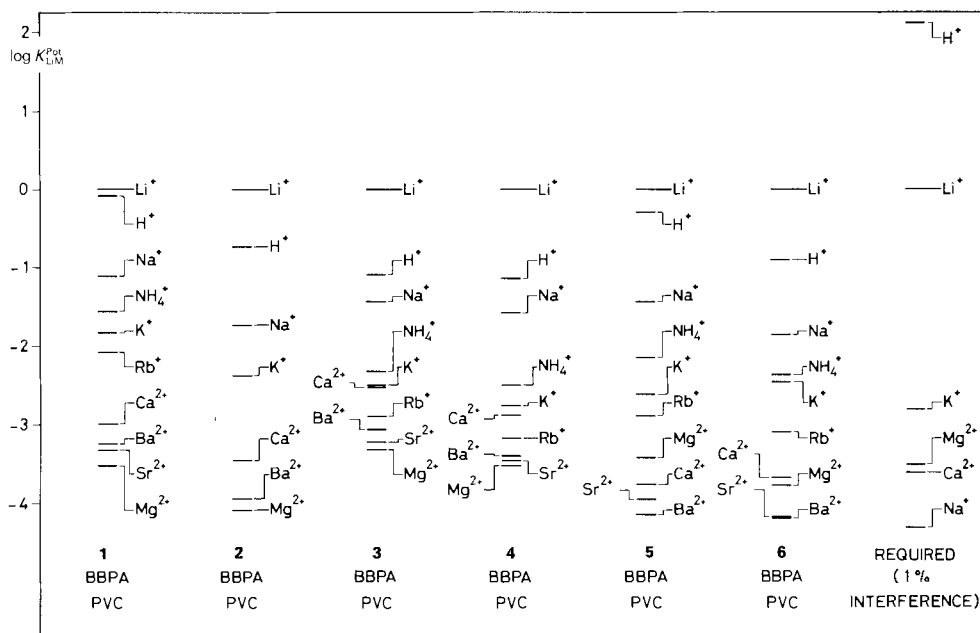 2
log K^Pot_LiM
1
0
-1
-2
-3
-4
Li⁺
H⁺
Na⁺
NH₄⁺
K⁺
Rb⁺
Ca²⁺
Ba²⁺
Sr²⁺
Mg²⁺
1
BBPA
PVC
Li⁺
H⁺
Na⁺
K⁺
Ca²⁺
Ba²⁺
Mg²⁺
2
BBPA
PVC
Li⁺
H⁺
Na⁺
NH₄⁺
K⁺
Ca²⁺
Rb⁺
Ba²⁺
Sr²⁺
Mg²⁺
3
BBPA
PVC
Li⁺
H⁺
Na⁺
NH₄⁺
K⁺
Ca²⁺
Rb⁺
Ba²⁺
Sr²⁺
Mg²⁺
4
BBPA
PVC
Li⁺
H⁺
Na⁺
NH₄⁺
K⁺
Rb⁺
Mg²⁺
Ca²⁺
Sr²⁺
Ba²⁺
5
BBPA
PVC
Li⁺
H⁺
Na⁺
NH₄⁺
K⁺
Rb⁺
Ca²⁺
Mg²⁺
Sr²⁺
Ba²⁺
6
BBPA
PVC
H⁺
Li⁺
K⁺
Mg²⁺
Ca²⁺
Na⁺
REQUIRED
(1%
INTERFERENCE)